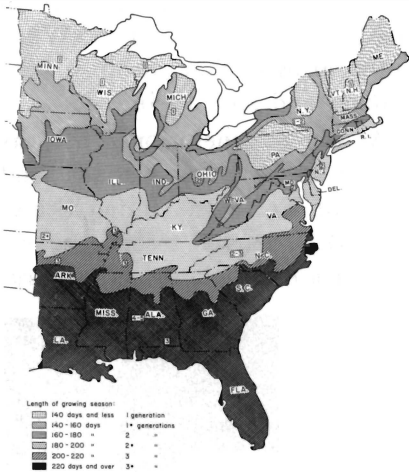 ME.
MINN
VT.
N.H.
WIS
MICH
N.Y.
MASS.
CONN.
R.I.
IOWA
PA
ILL.
IND.
OHIO
N.J.
MD.
DEL.
W.VA.
VA.
MO
KY
TENN.
N.C.
ARK.
S.C.
MISS.
ALA.
GA
LA.
3
FLA.
Length of growing season:
140 days and less 1 generation
140-160 days 1+ generations
160-180 " 2 "
180-200 " 2+ "
200-220 " 3 "
220 days and over 3+ "